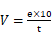 V = e×10/t